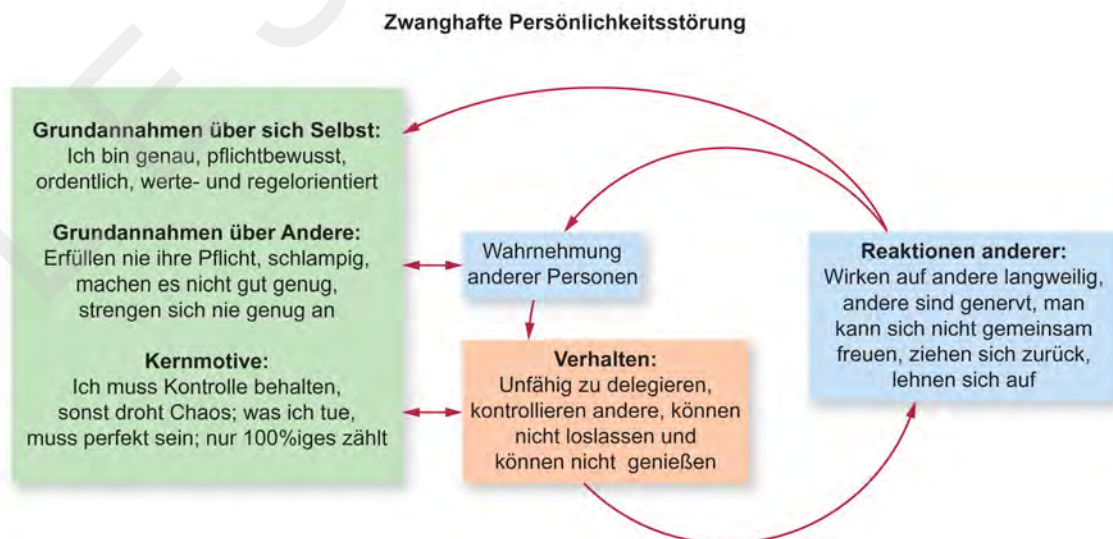 Zwanghafte Persönlichkeitsstörung
Grundannahmen über sich Selbst:
Ich bin genau, pflichtbewusst,
ordentlich, werte- und regelorientiert
Grundannahmen über Andere:
Erfüllen nie ihre Pflicht, schlampig,
machen es nicht gut genug,
strengen sich nie genug an
Kernmotive:
Ich muss Kontrolle behalten,
sonst droht Chaos; was ich tue,
muss perfekt sein; nur 100%iges zählt
Wahrnehmung
anderer Personen
Verhalten:
Unfähig zu delegieren,
kontrollieren andere, können
nicht loslassen und
können nicht genießen
Reaktionen anderer:
Wirken auf andere langweilig,
andere sind genervt, man
kann sich nicht gemeinsam
freuen, ziehen sich zurück,
lehnen sich auf